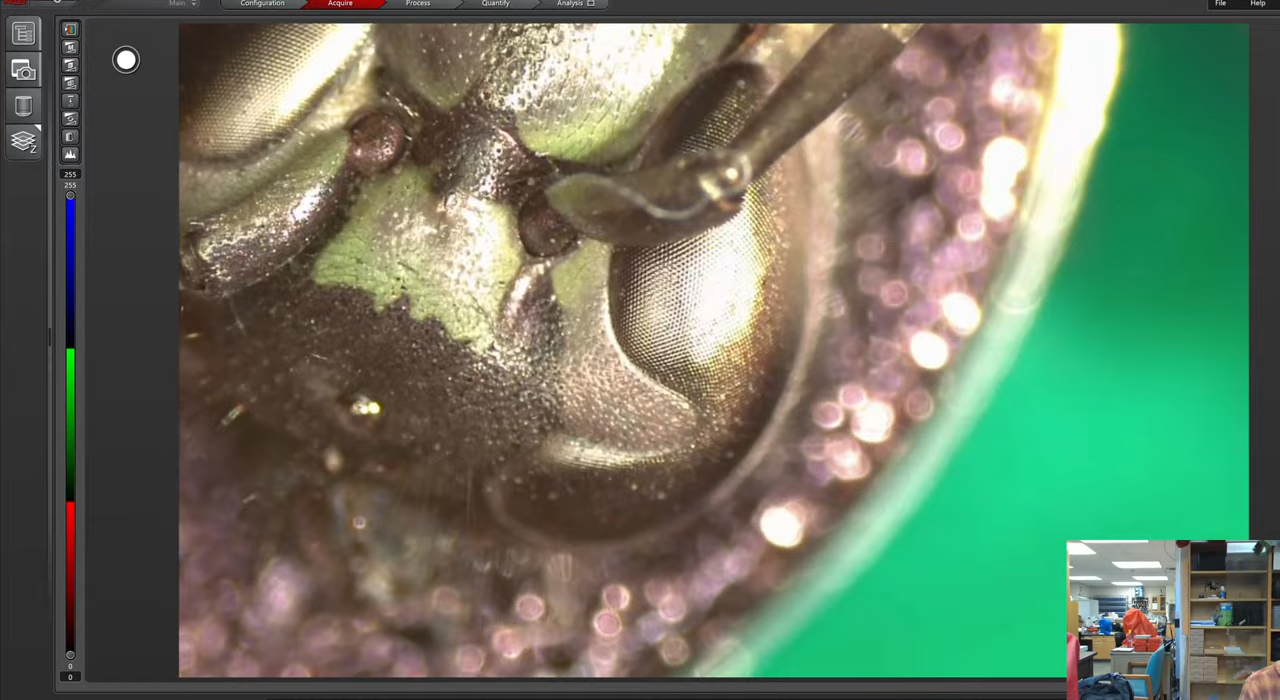 Main
Configuration
Acquire
Process
Quantify
Analysis
File
Help
Z
255
255
0
0